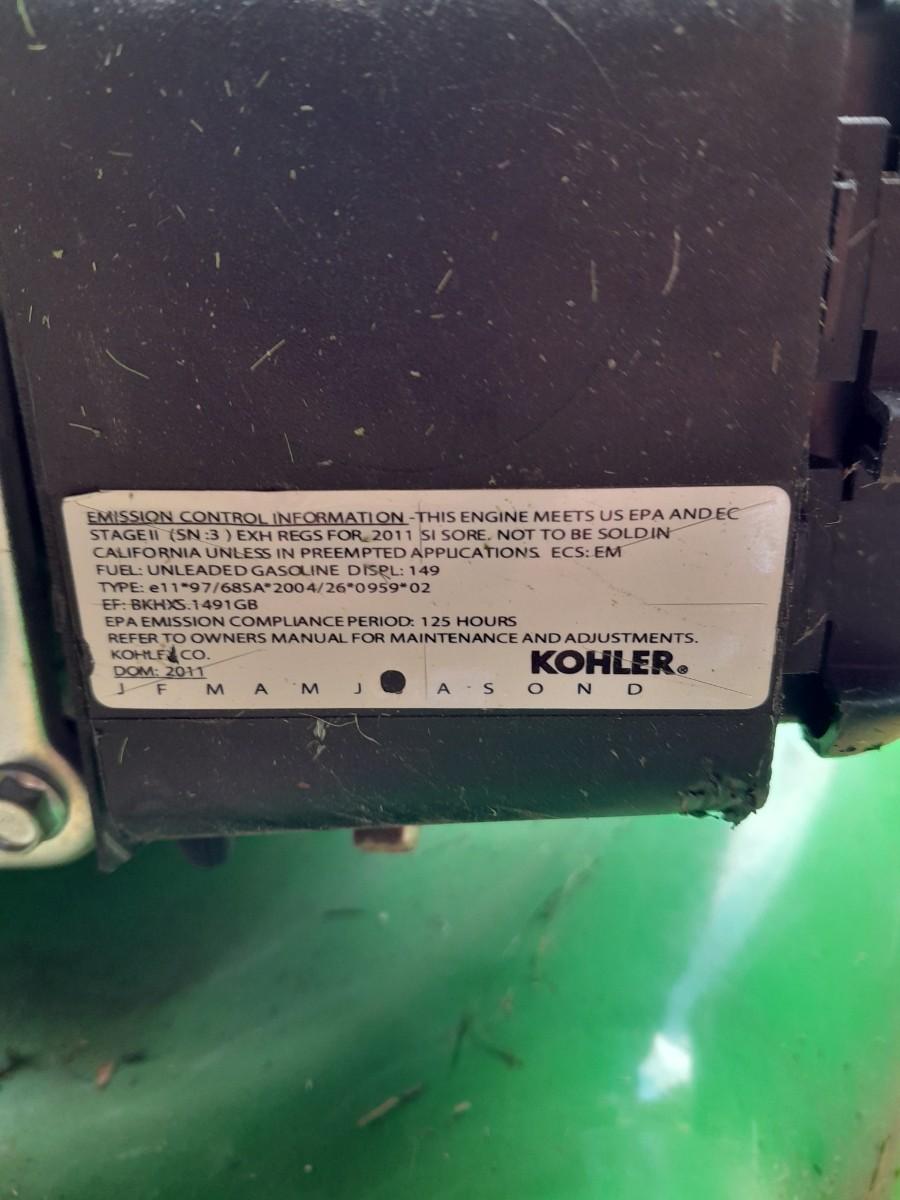 EMISSION CONTROL INFORMATION -THIS ENGINE MEETS US EPA AND EC
STAGE II (SN :3 ) EXH REGS FOR 2011 SI SORE. NOT TO BE SOLD IN
CALIFORNIA UNLESS IN PREEMPTED APPLICATIONS. ECS: EM
FUEL: UNLEADED GASOLINE DISPL: 149
TYPE: e11*97/68SA*2004/26*0959*02
EF: BKHXS.1491GB
EPA EMISSION COMPLIANCE PERIOD: 125 HOURS
REFER TO OWNERS MANUAL FOR MAINTENANCE AND ADJUSTMENTS.
KOHLER CO.
KOHLER®
DOM: 2011
J F M A M J A S O N D